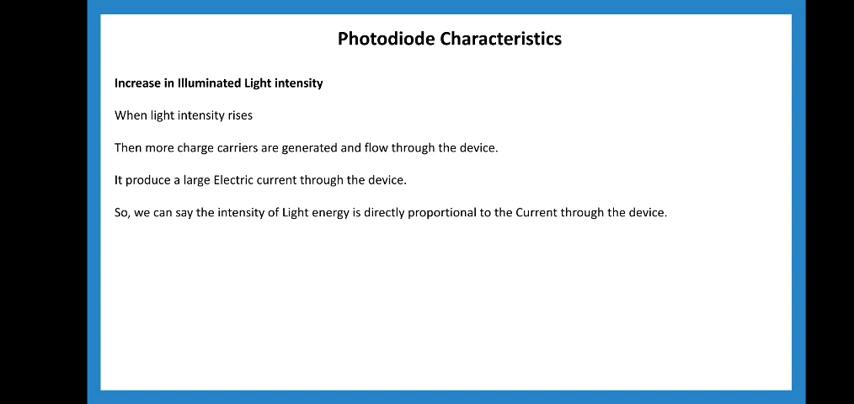 Photodiode Characteristics
Increase in Illuminated Light intensity
When light intensity rises
Then more charge carriers are generated and flow through the device.
It produce a large Electric current through the device.
So, we can say the intensity of Light energy is directly proportional to the Current through the device.